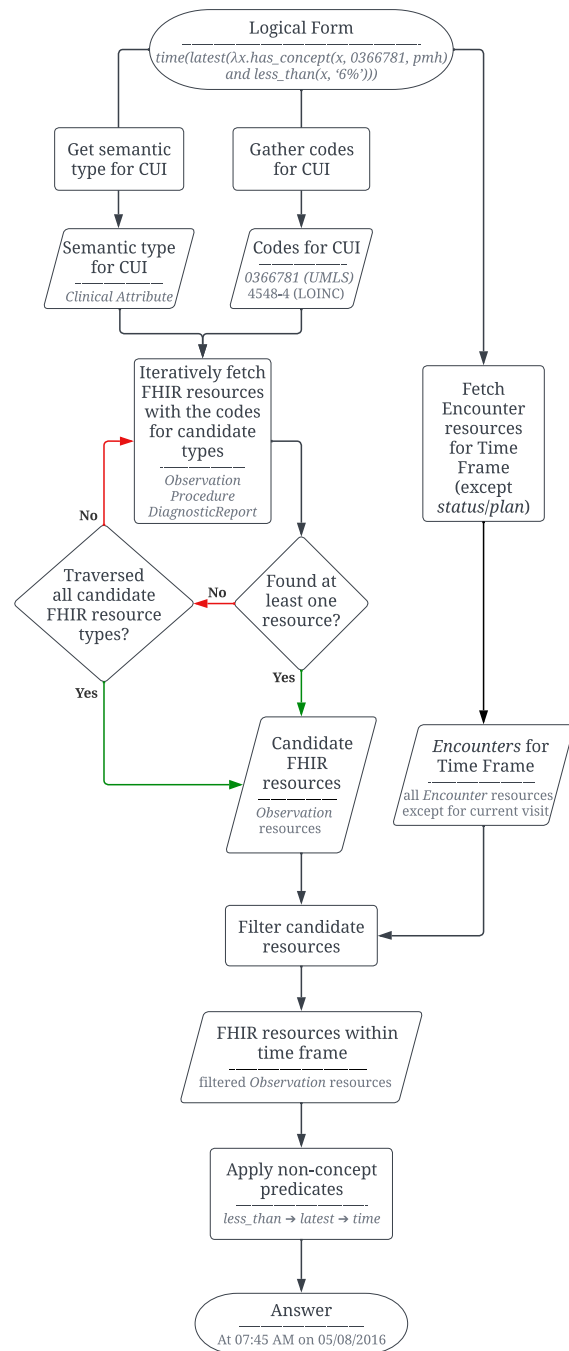 Logical Form
time(latest(λx.has_concept(x, 0366781, pmh)
and less_than(x, ‘6%’)))
Get semantic
type for CUI
Gather codes
for CUI
Semantic type
for CUI
Clinical Attribute
Codes for CUI
0366781 (UMLS)
4548-4 (LOINC)
Iteratively fetch
FHIR resources
with the codes
for candidate
types
Observation
Procedure
DiagnosticReport
Fetch
Encounter
resources
for Time
Frame
(except
status/plan)
No
Traversed
all candidate
FHIR resource
types?
No
Found at
least one
resource?
Yes
Yes
Candidate
FHIR
resources
Observation
resources
Encounters for
Time Frame
all Encounter resources
except for current visit
Filter candidate
resources
FHIR resources within
time frame
filtered Observation resources
Apply non-concept
predicates
less_than ➔ latest ➔ time
Answer
At 07:45 AM on 05/08/2016